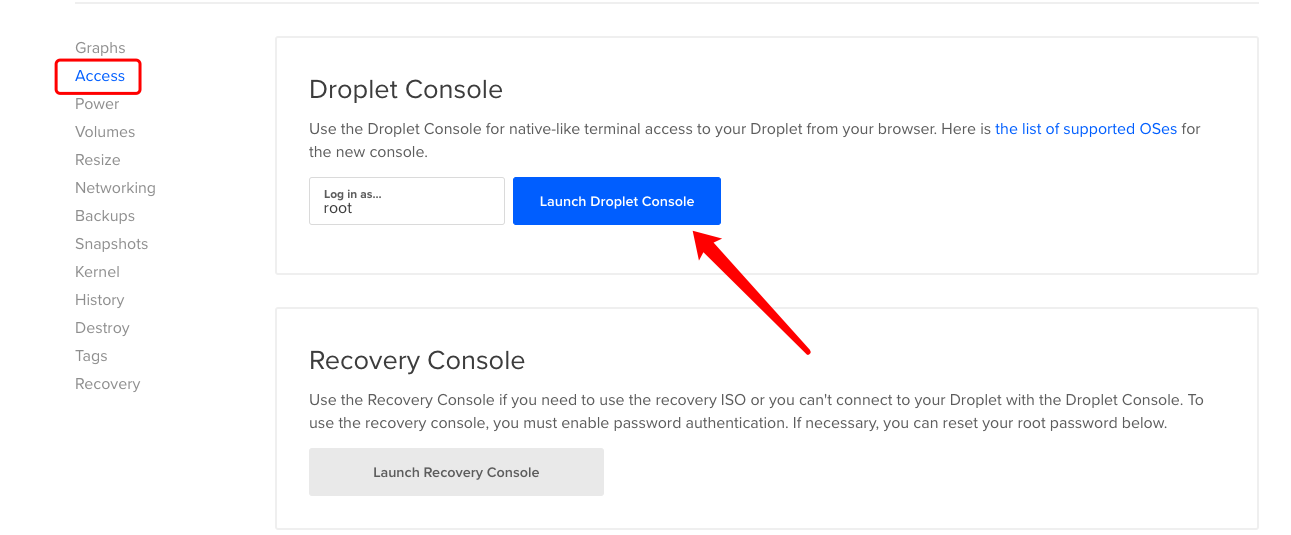 Graphs
Access
Power
Volumes
Resize
Networking
Backups
Snapshots
Kernel
History
Destroy
Tags
Recovery
Droplet Console
Use the Droplet Console for native-like terminal access to your Droplet from your browser. Here is the list of supported OSes for
the new console.
Log in as...
root
Launch Droplet Console
Recovery Console
Use the Recovery Console if you need to use the recovery ISO or you can't connect to your Droplet with the Droplet Console. To
use the recovery console, you must enable password authentication. If necessary, you can reset your root password below.
Launch Recovery Console